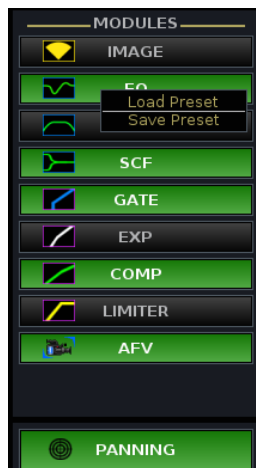 MODULES
IMAGE
EQ
Load Preset
Save Preset
SCF
GATE
EXP
COMP
LIMITER
AFV
PANNING